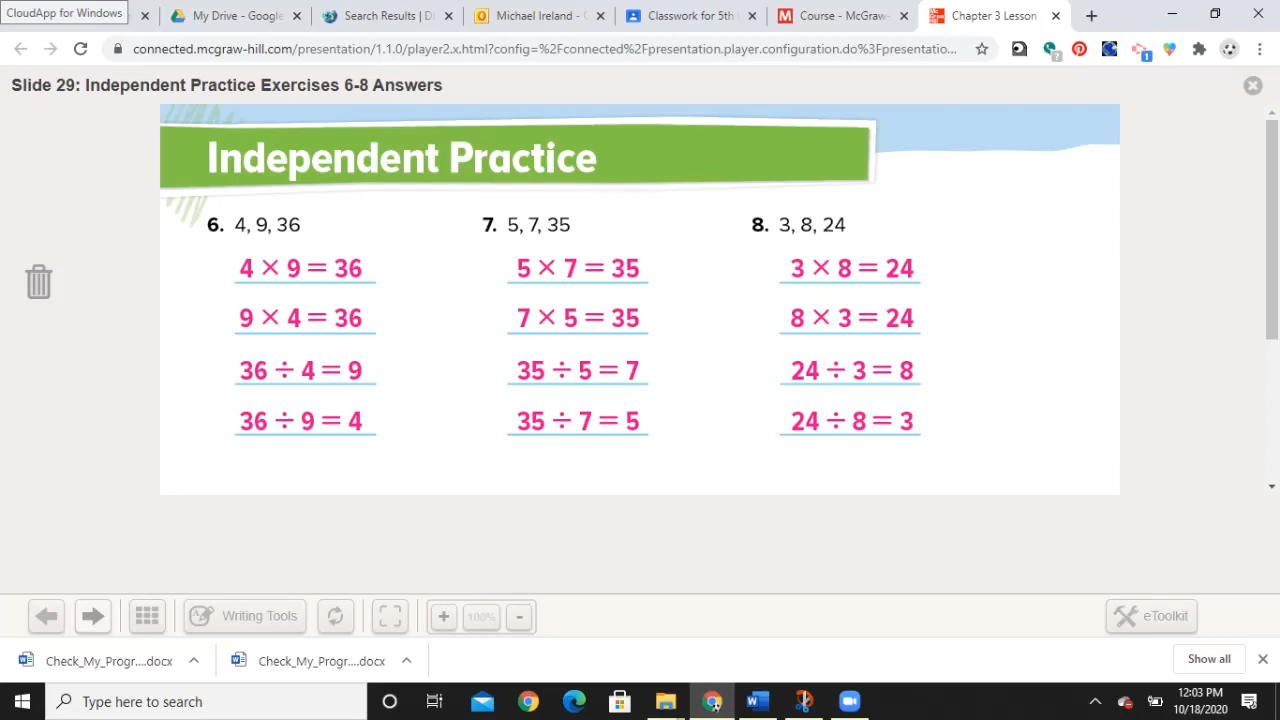 CloudApp for Windows
My Drive - Google
Search Results | D
Michael Ireland -
Classwork for 5th
Course - McGraw-
Chapter 3 Lesson
connected.mcgraw-hill.com/presentation/1.1.0/player2.x.html?config=%2Fconnected%2Fpresentation.player.configuration.do%3Fpresentatio...
Slide 29: Independent Practice Exercises 6-8 Answers
Independent Practice
6. 4, 9, 36
4 × 9 = 36
9 × 4 = 36
36 ÷ 4 = 9
36 ÷ 9 = 4
7. 5, 7, 35
5 × 7 = 35
7 × 5 = 35
35 ÷ 5 = 7
35 ÷ 7 = 5
8. 3, 8, 24
3 × 8 = 24
8 × 3 = 24
24 ÷ 3 = 8
24 ÷ 8 = 3
Writing Tools
100%
eToolkit
Check_My_Progr....docx
Check_My_Progr....docx
Show all
Type here to search
12:03 PM
10/18/2020